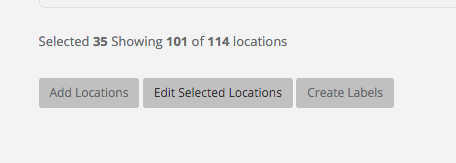 Selected 35 Showing 101 of 114 locations
Add Locations Edit Selected Locations Create Labels